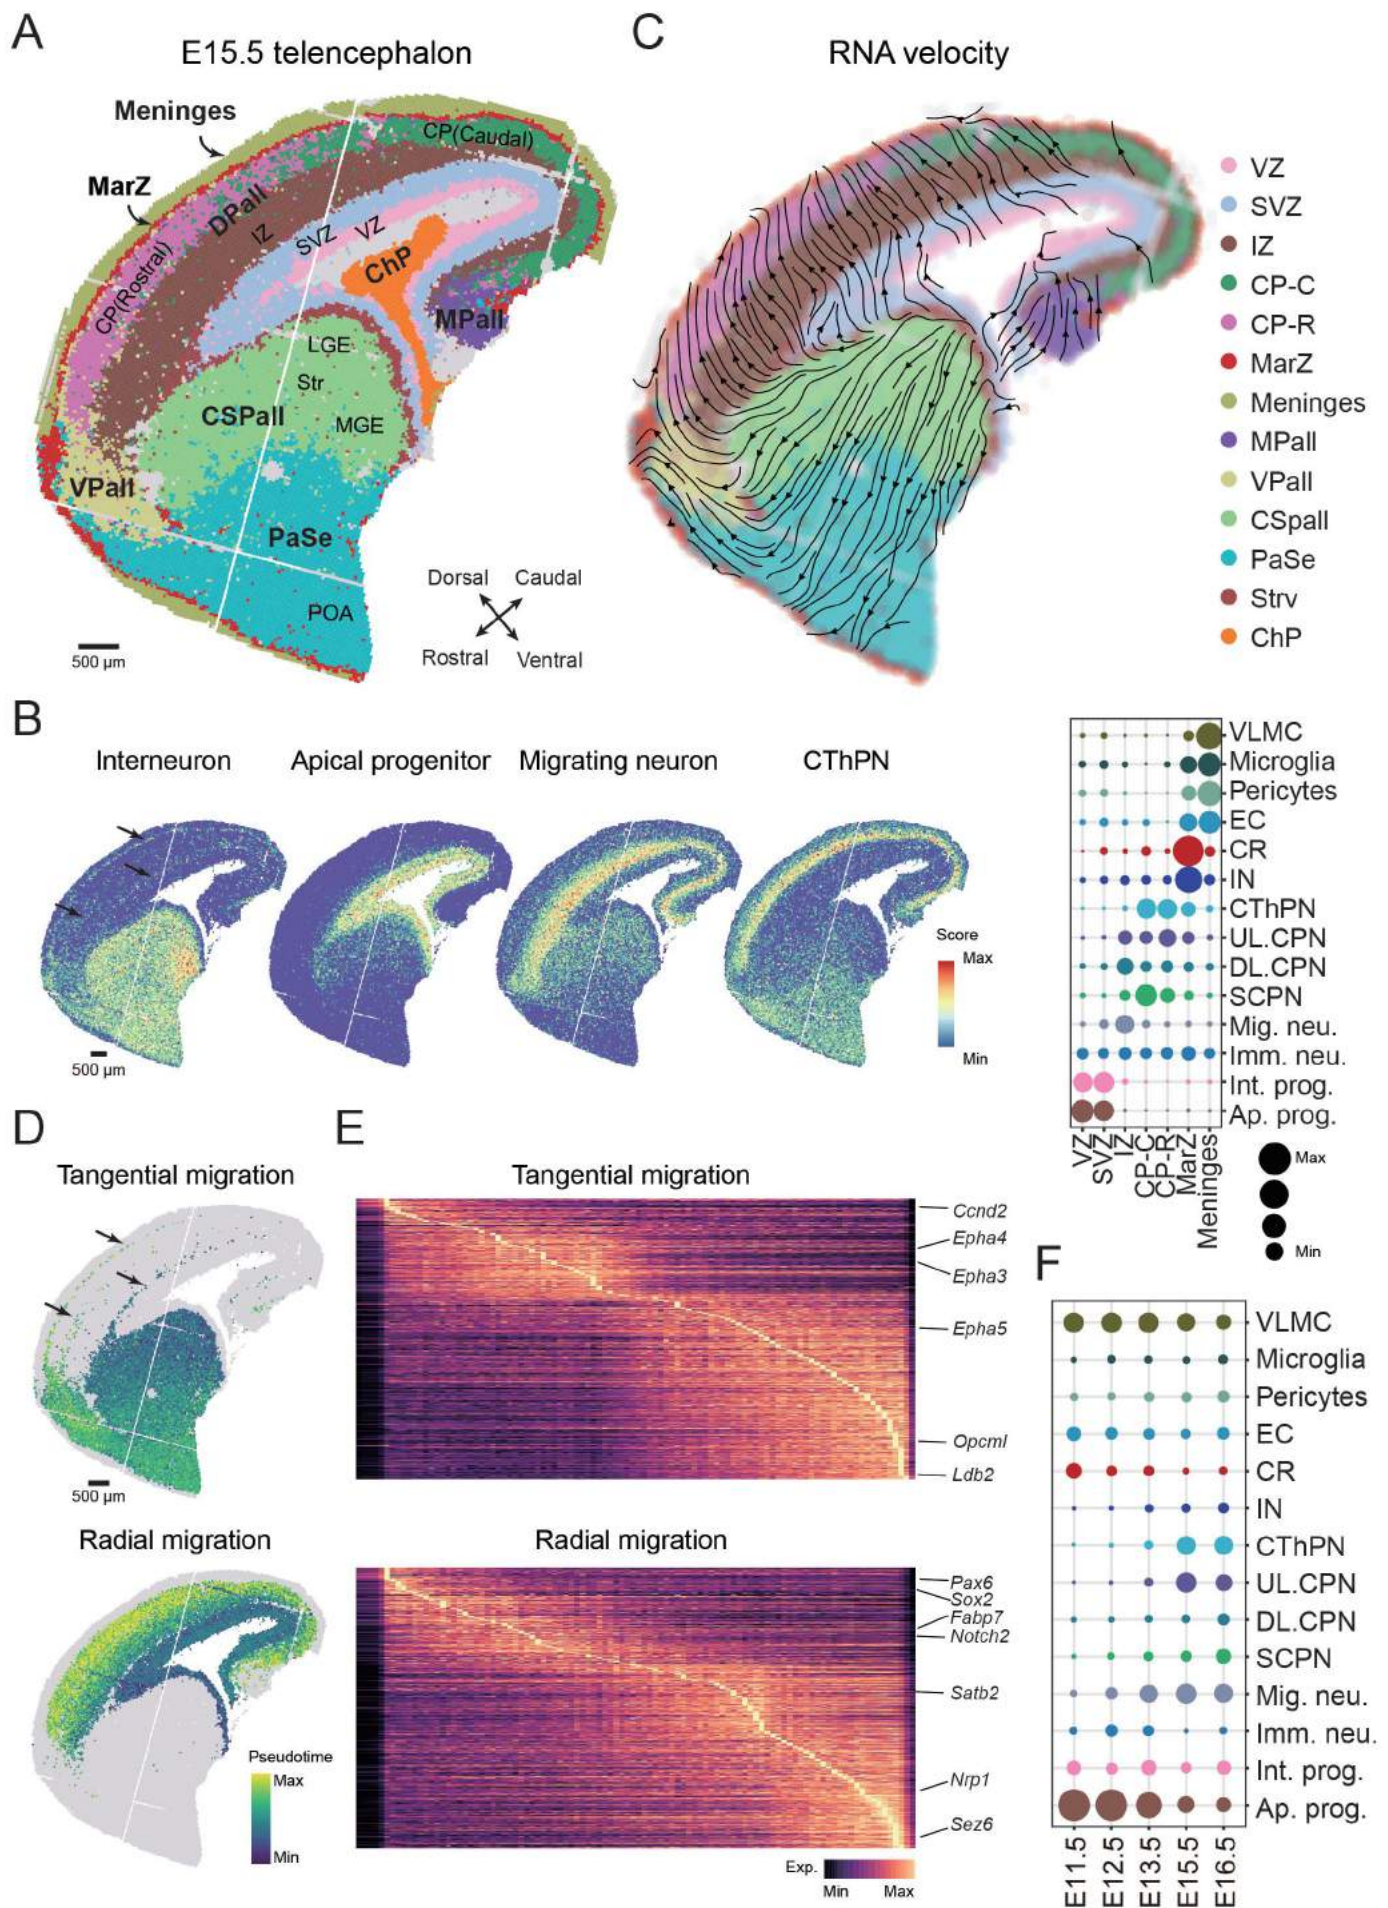 A
E15.5 telencephalon
Meninges
MarZ
CP(Caudal)
DPall
IZ
SVZ
VZ
CP(Rostral)
ChP
MPall
LGE
Str
CSPall
MGE
VPall
PaSe
POA
Dorsal
Caudal
Rostral
Ventral
500 µm
C
RNA velocity
VZ
SVZ
IZ
CP-C
CP-R
MarZ
Meninges
MPall
VPall
CSpall
PaSe
Strv
ChP
B
Interneuron
Apical progenitor
Migrating neuron
CThPN
Score
Max
Min
500 µm
VLMC
Microglia
Pericytes
EC
CR
IN
CThPN
UL.CPN
DL.CPN
SCPN
Mig. neu.
Imm. neu.
Int. prog.
Ap. prog.
VZ
SVZ
IZ
CP-C
CP-R
MarZ
Meninges
Max
Min
D
Tangential migration
500 µm
Radial migration
Pseudotime
Max
Min
E
Tangential migration
Ccnd2
Epha4
Epha3
Epha5
Opcml
Ldb2
Radial migration
Pax6
Sox2
Fabp7
Notch2
Satb2
Nrp1
Sez6
Exp.
Min
Max
F
VLMC
Microglia
Pericytes
EC
CR
IN
CThPN
UL.CPN
DL.CPN
SCPN
Mig. neu.
Imm. neu.
Int. prog.
Ap. prog.
E11.5
E12.5
E13.5
E15.5
E16.5